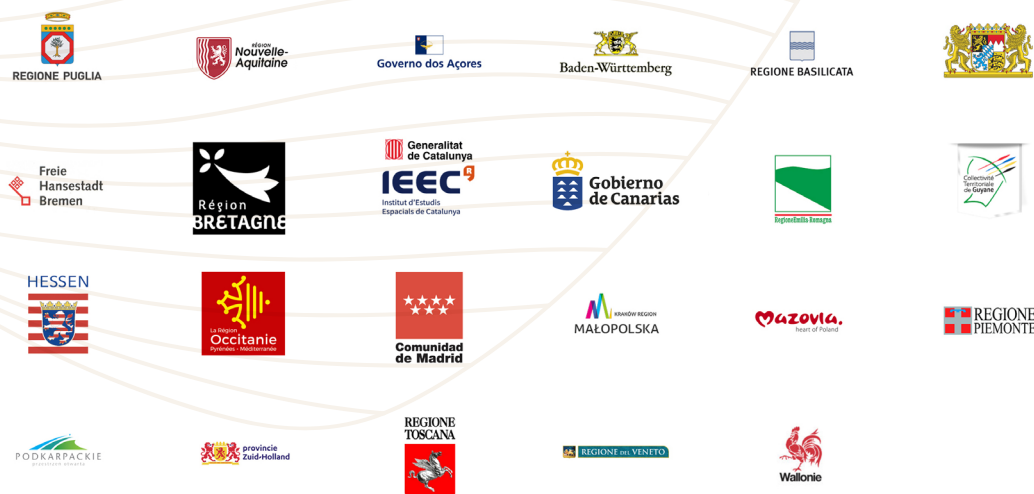 REGIONE PUGLIA
RÉGION
Nouvelle-
Aquitaine
Governo dos Açores
Baden-Württemberg
REGIONE BASILICATA
Freie
Hansestadt
Bremen
Région
BRETAGNE
Generalitat
de Catalunya
IEEC
R
Institut d'Estudis
Espacials de Catalunya
Gobierno
de Canarias
RegioneEmilia-Romagna
Collectivité
Territoriale
de Guyane
HESSEN
La Région
Occitanie
Pyrénées - Méditerranée
Comunidad
de Madrid
KRAKÓW REGION
MAŁOPOLSKA
Mazovia.
heart of Poland
REGIONE
PIEMONTE
PODKARPACKIE
przestrzeń otwarta
provincie
Zuid-Holland
REGIONE
TOSCANA
REGIONE DEL VENETO
Wallonie